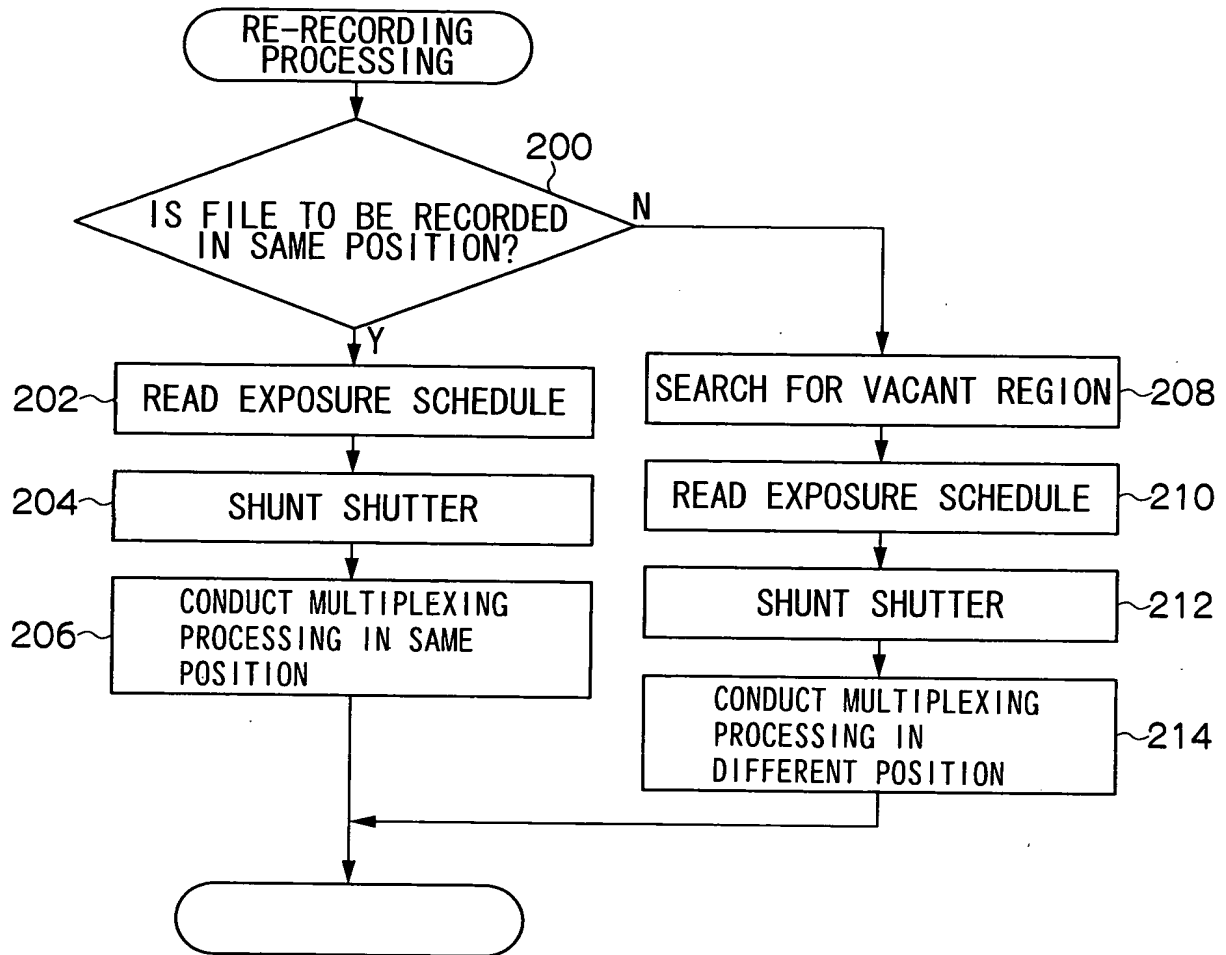 RE-RECORDING
PROCESSING
200
IS FILE TO BE RECORDED
IN SAME POSITION?
N
Y
202
READ EXPOSURE SCHEDULE
204
SHUNT SHUTTER
206
CONDUCT MULTIPLEXING
PROCESSING IN SAME
POSITION
SEARCH FOR VACANT REGION
208
READ EXPOSURE SCHEDULE
210
SHUNT SHUTTER
212
CONDUCT MULTIPLEXING
PROCESSING IN
DIFFERENT POSITION
214